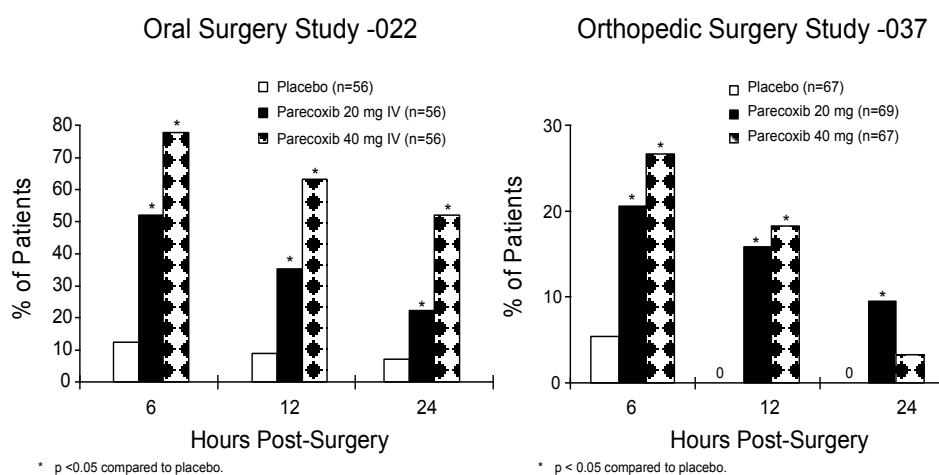 Oral Surgery Study -022
Placebo (n=56)
Parecoxib 20 mg IV (n=56)
Parecoxib 40 mg IV (n=56)
80
70
60
50
40
30
20
10
0
% of Patients
*
*
*
*
*
*
6
12
24
Hours Post-Surgery
* p <0.05 compared to placebo.
Orthopedic Surgery Study -037
Placebo (n=67)
Parecoxib 20 mg (n=69)
Parecoxib 40 mg (n=67)
30
20
10
0
% of Patients
*
*
*
*
*
0
0
6
12
24
Hours Post-Surgery
* p < 0.05 compared to placebo.